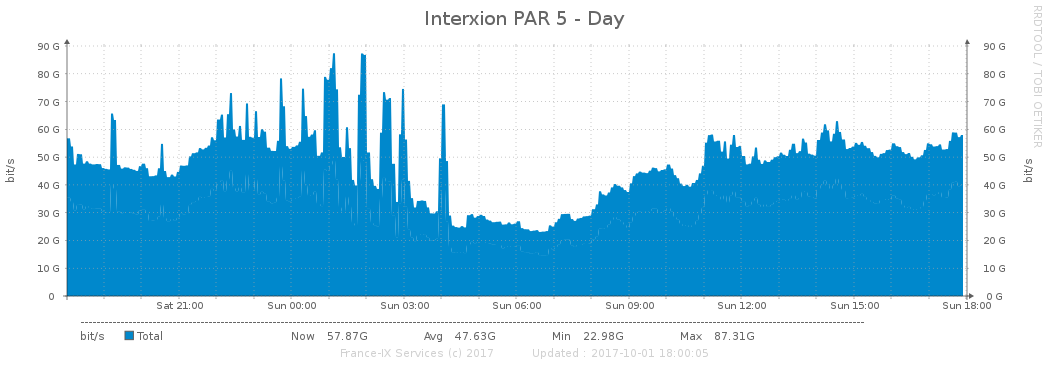 Interxion PAR 5 - Day
RRDTOOL / TOBI OETIKER
bit/s
90 G
80 G
70 G
60 G
50 G
40 G
30 G
20 G
10 G
0
90 G
80 G
70 G
60 G
50 G
40 G
30 G
20 G
10 G
0 G
bit/s
Sat 21:00 Sun 00:00 Sun 03:00 Sun 06:00 Sun 09:00 Sun 12:00 Sun 15:00 Sun 18:00
bit/s Total Now 57.87G Avg 47.63G Min 22.98G Max 87.31G
France-IX Services (c) 2017 Updated : 2017-10-01 18:00:05